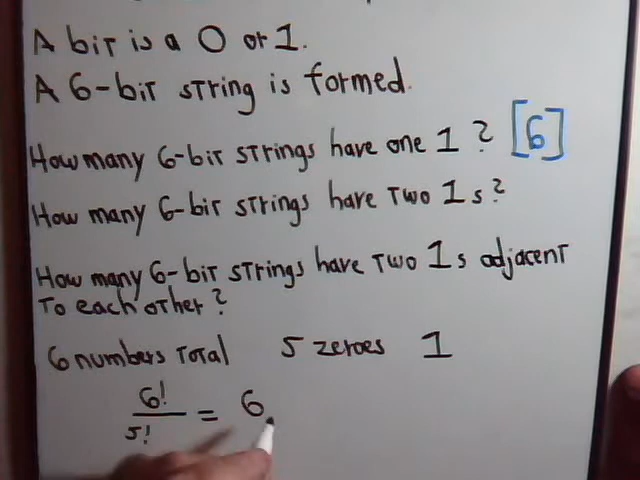 A bit is a 0 or 1.
A 6-bit string is formed.
How many 6-bit strings have one 1? [6]
How many 6-bit strings have two 1s?
How many 6-bit strings have two 1s adjacent
to each other?
6 numbers total 5 zeroes 1
6!
5! = 6